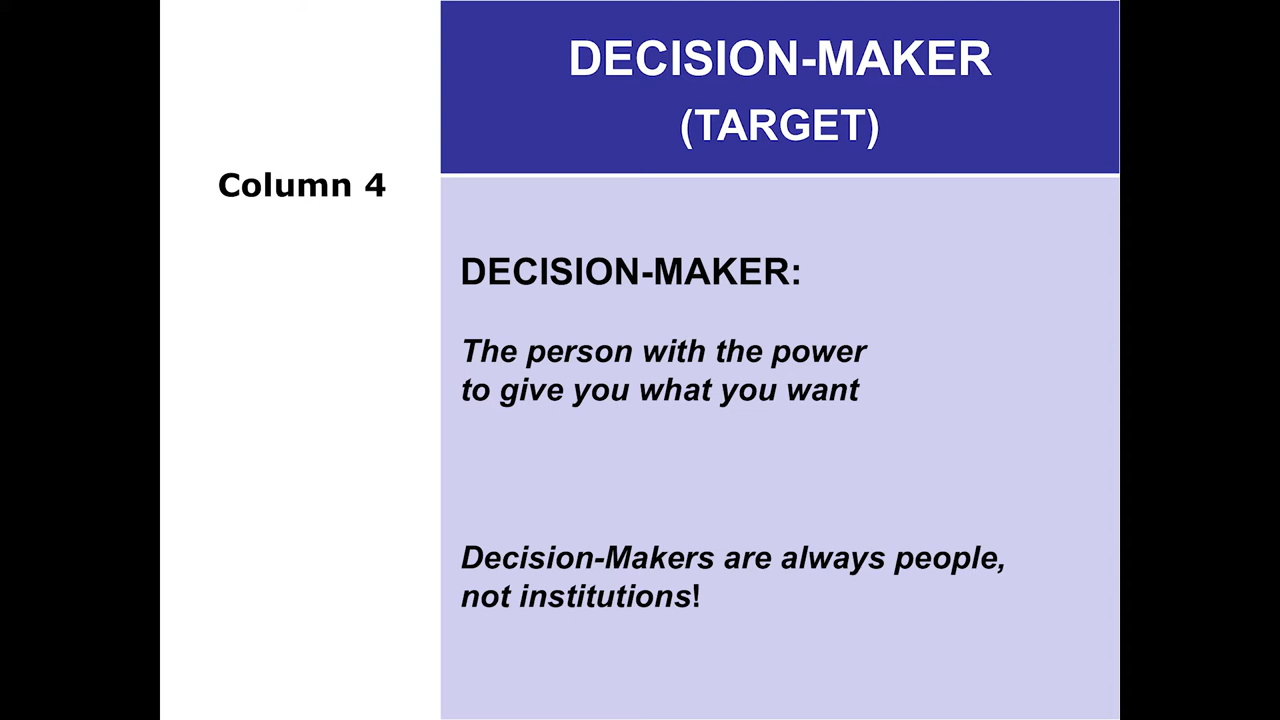 DECISION-MAKER
(TARGET)
Column 4
DECISION-MAKER:
The person with the power
to give you what you want
Decision-Makers are always people,
not institutions!